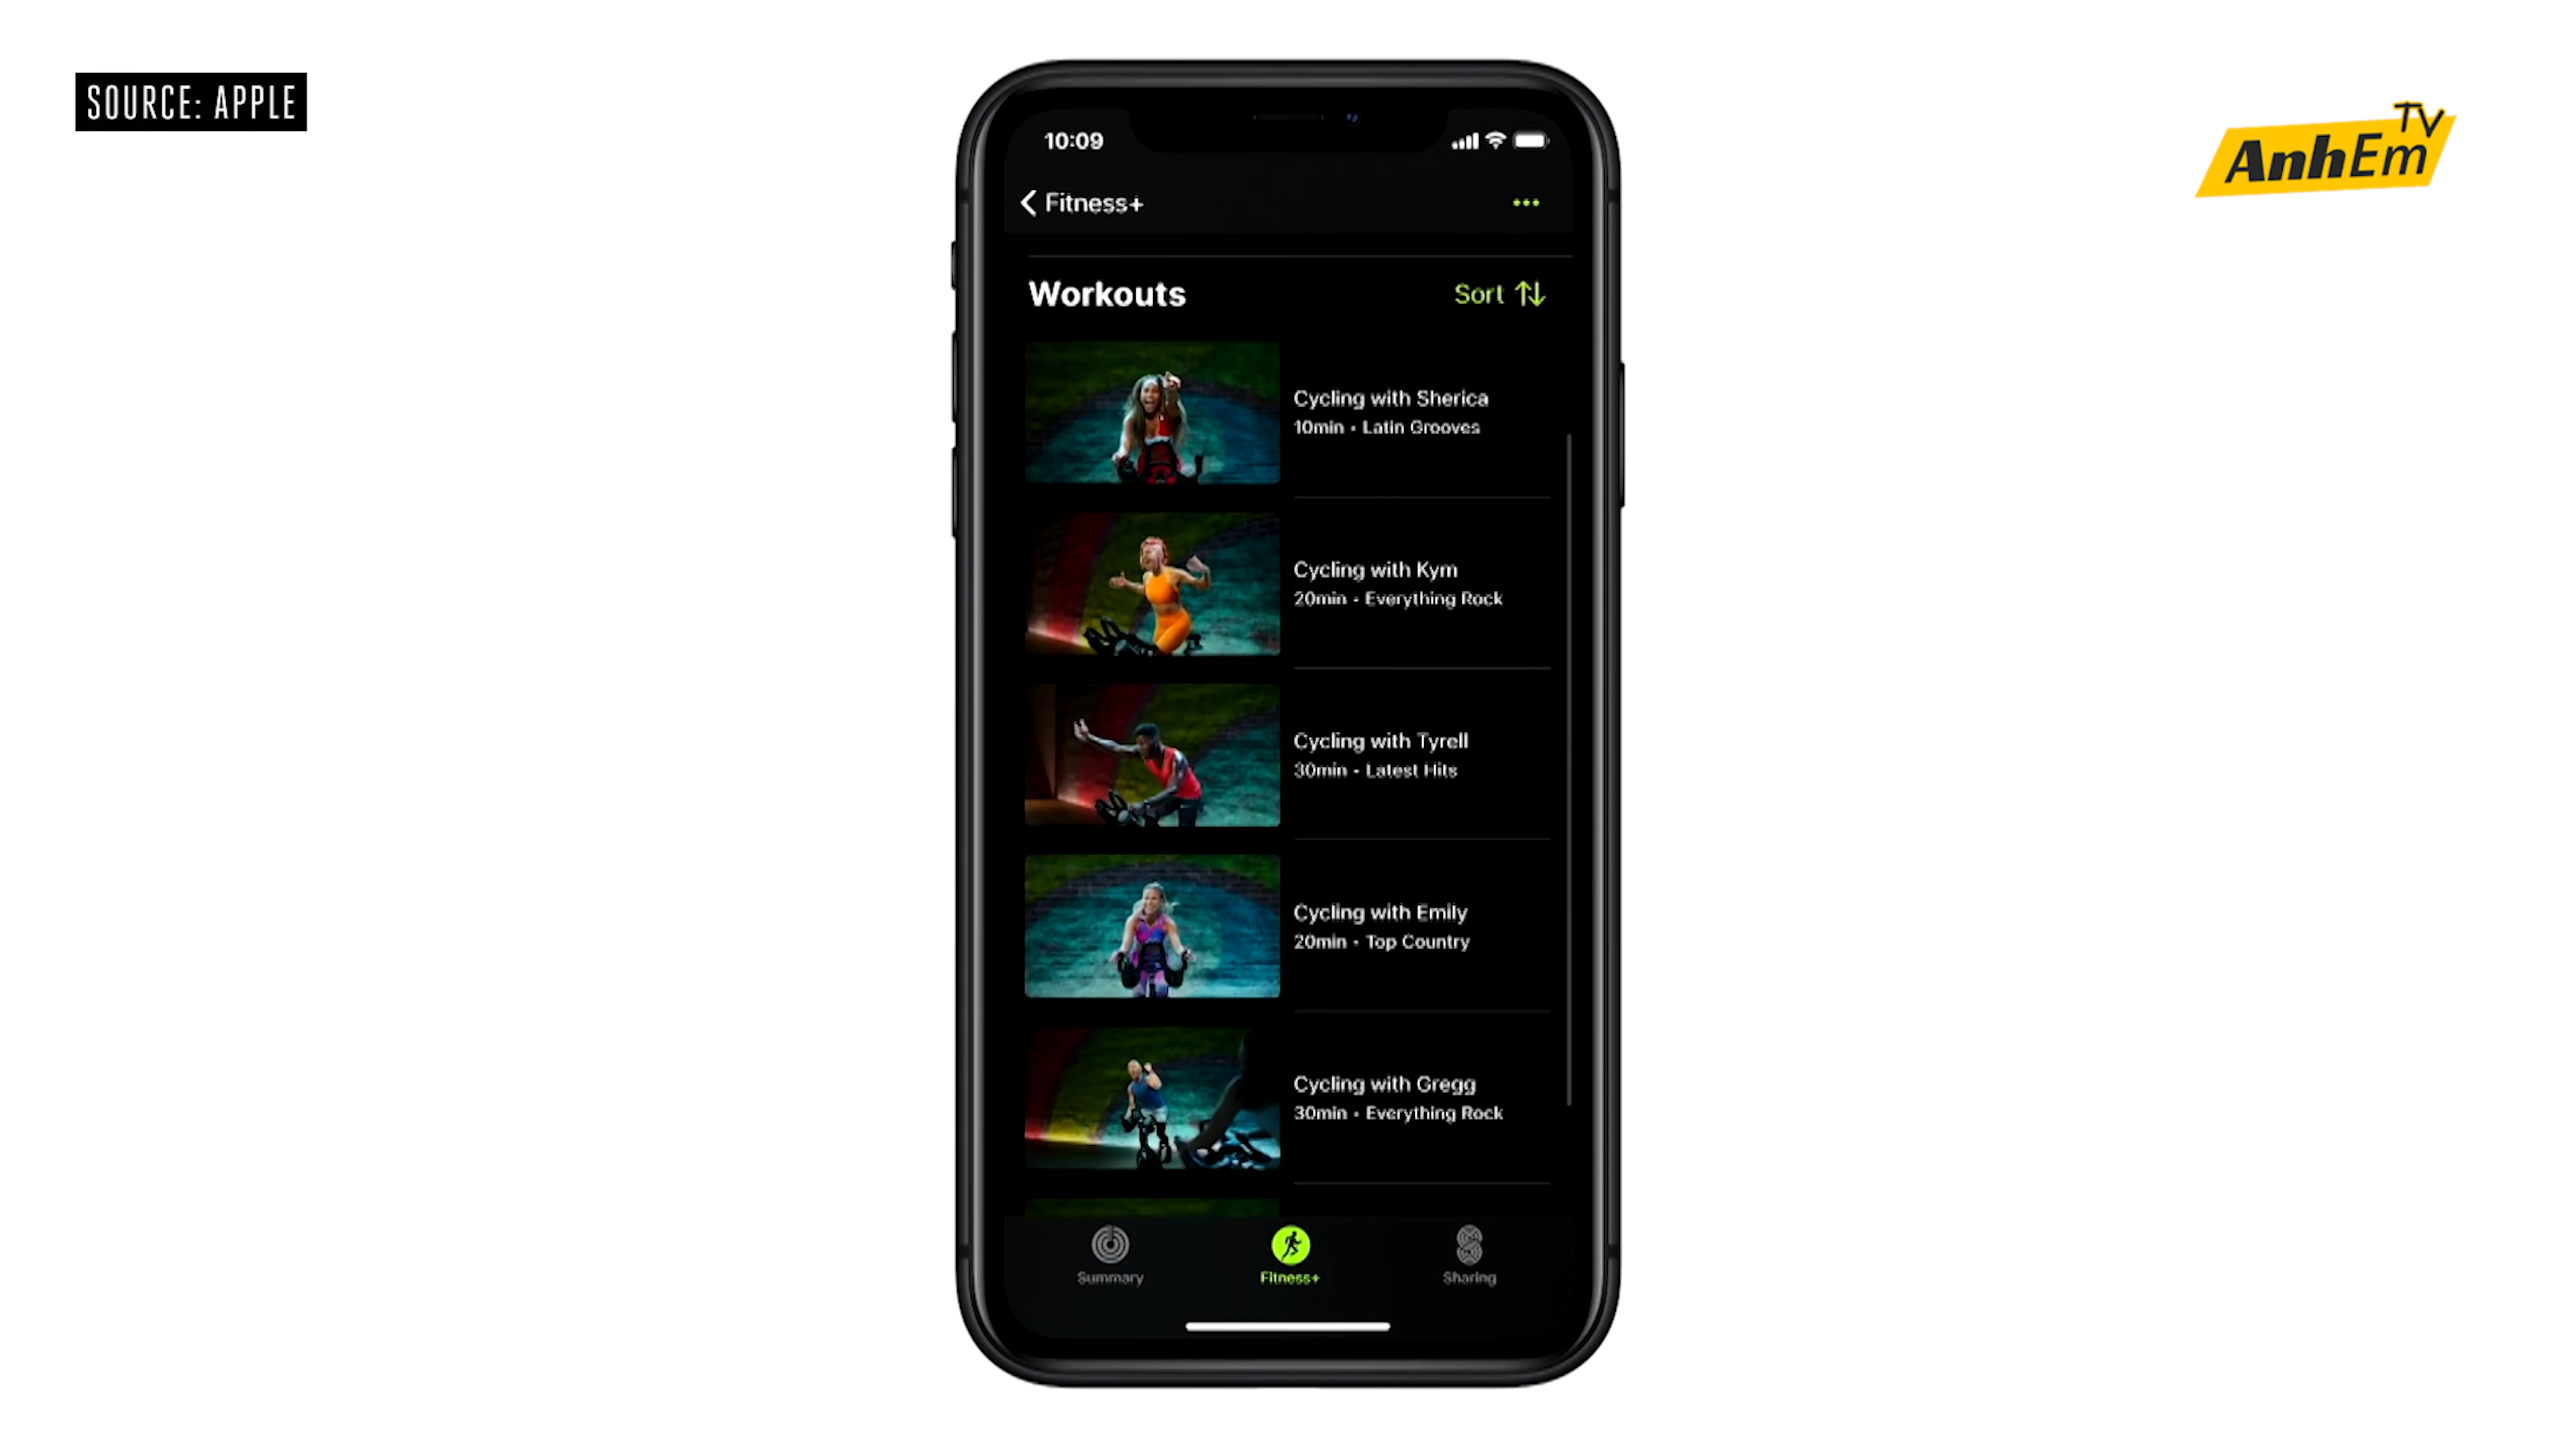 SOURCE: APPLE
TV
AnhEm
10:09
Fitness+
Workouts
Sort
Cycling with Sherica
10min • Latin Grooves
Cycling with Kym
20min • Everything Rock
Cycling with Tyrell
30min • Latest Hits
Cycling with Emily
20min • Top Country
Cycling with Gregg
30min • Everything Rock
Summary
Fitness+
Sharing